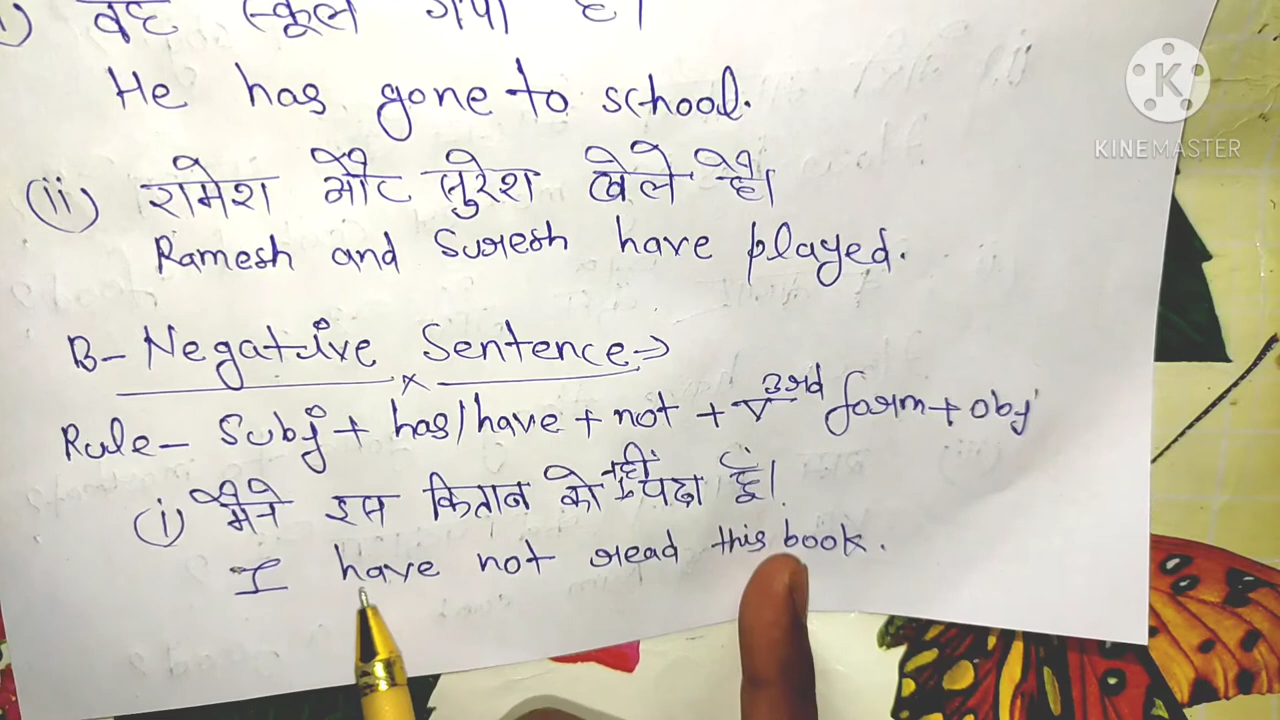 i) वह स्कूल गया है।
He has gone to school.
(ii) रामेश और सुरेश खेले है।
Ramesh and Suresh have played.
B- Negative Sentence→
Rule- Subj + has/have + not + V 3rd form + obj
(i) मैने इस कितान को नहीं पढा हूँ।
I have not read this book.
K
KINEMASTER